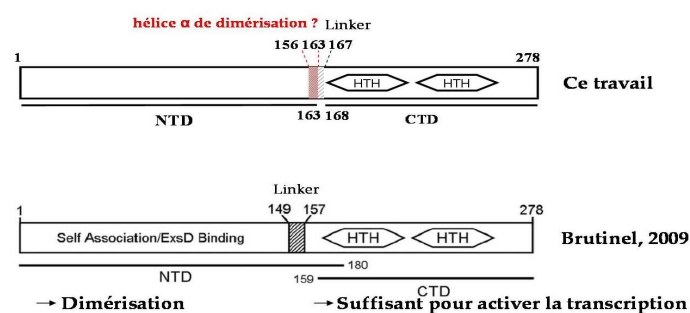 hélice α de dimérisation ? Linker
156 163 167
1 278
HTH HTH Ce travail
NTD 163 168 CTD
Linker
1 149 157 278
Self Association/ExsD Binding HTH HTH Brutinel, 2009
NTD 180 159 CTD
→ Dimérisation → Suffisant pour activer la transcription